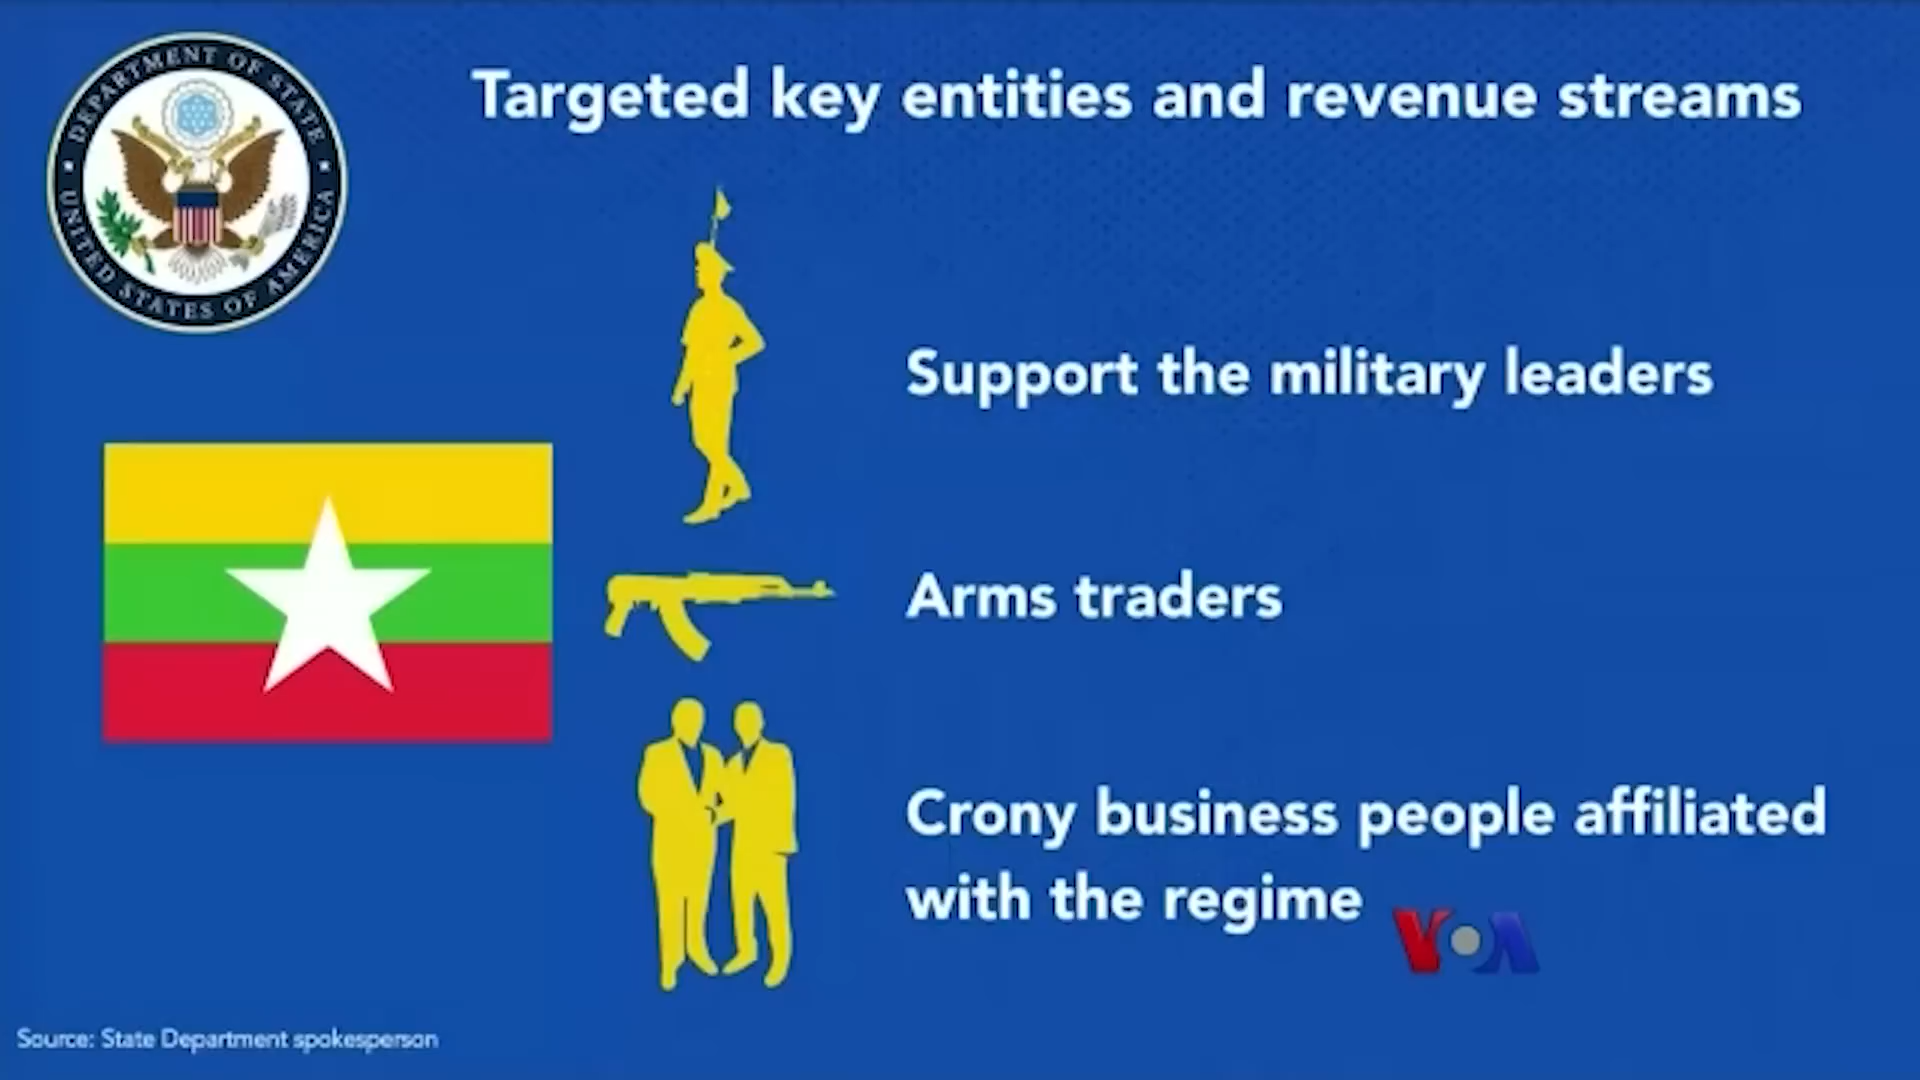 DEPARTMENT OF STATE
UNITED STATES OF AMERICA
Targeted key entities and revenue streams
Support the military leaders
Arms traders
Crony business people affiliated
with the regime
VOA
Source: State Department spokesperson